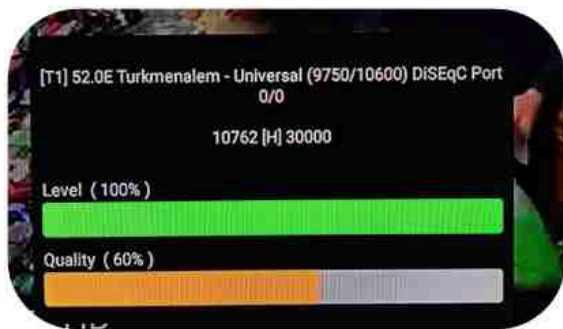 [T1] 52.0E Turkmenalem - Universal (9750/10600) DiSEqC Port
0/0
10762 [H] 30000
Level ( 100% )
Quality ( 60% )